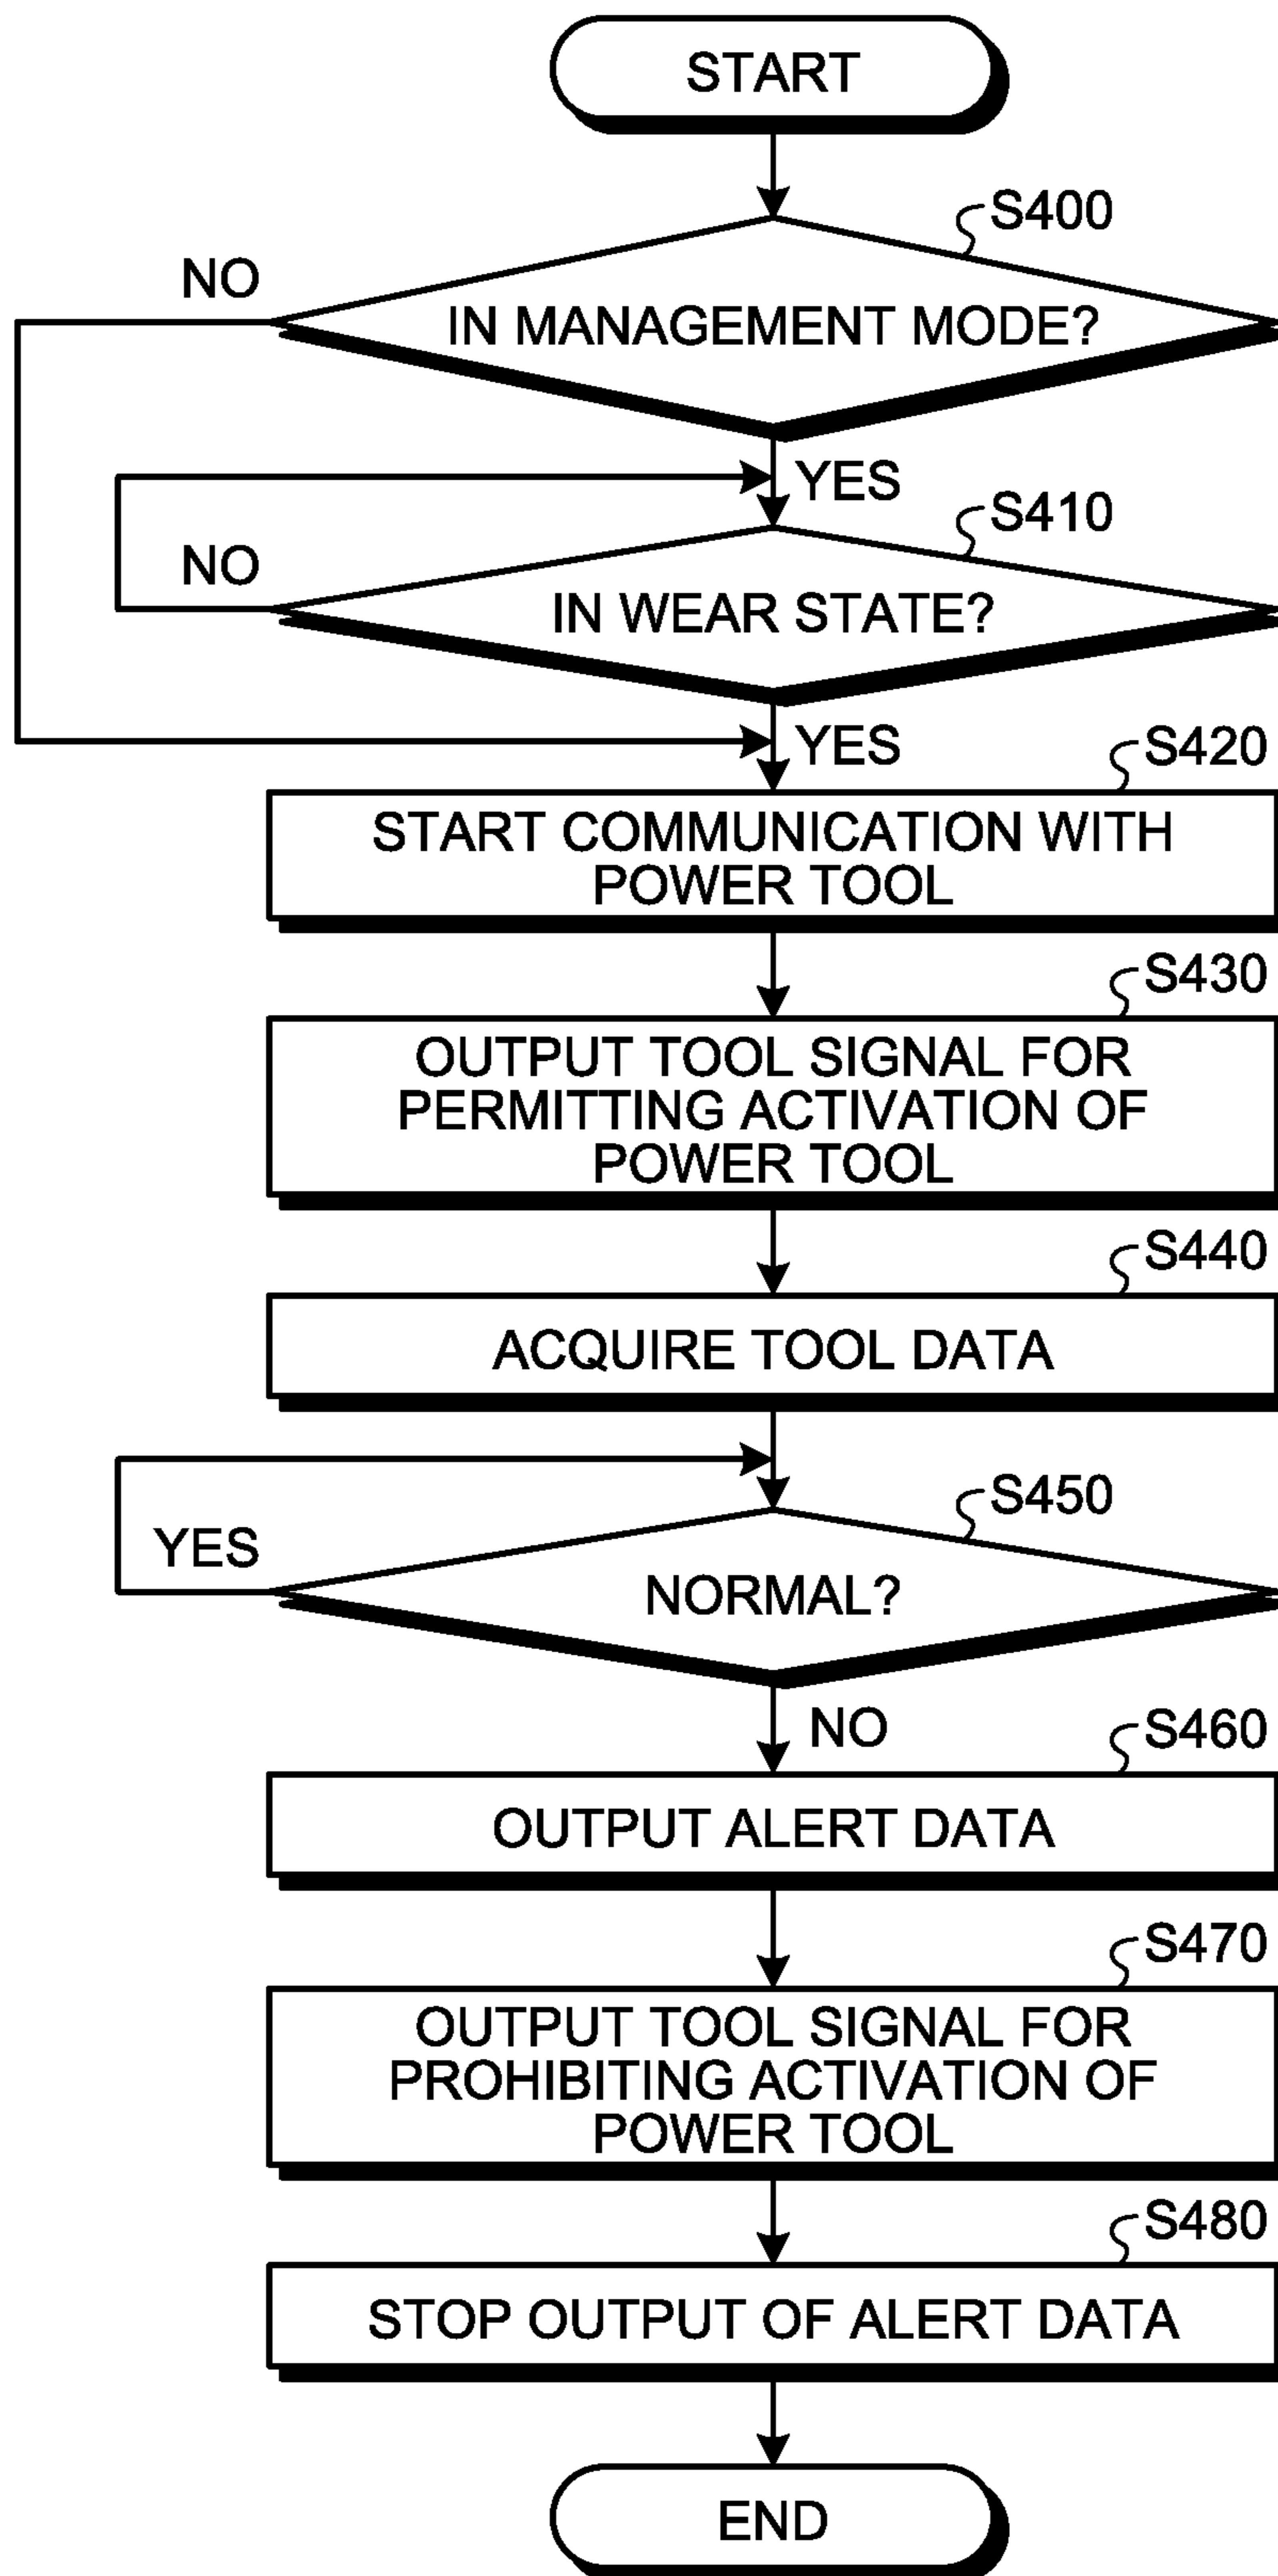 START
S400
NO
IN MANAGEMENT MODE?
YES
S410
NO
IN WEAR STATE?
YES
S420
START COMMUNICATION WITH
POWER TOOL
S430
OUTPUT TOOL SIGNAL FOR
PERMITTING ACTIVATION OF
POWER TOOL
S440
ACQUIRE TOOL DATA
S450
YES
NORMAL?
NO
S460
OUTPUT ALERT DATA
S470
OUTPUT TOOL SIGNAL FOR
PROHIBITING ACTIVATION OF
POWER TOOL
S480
STOP OUTPUT OF ALERT DATA
END